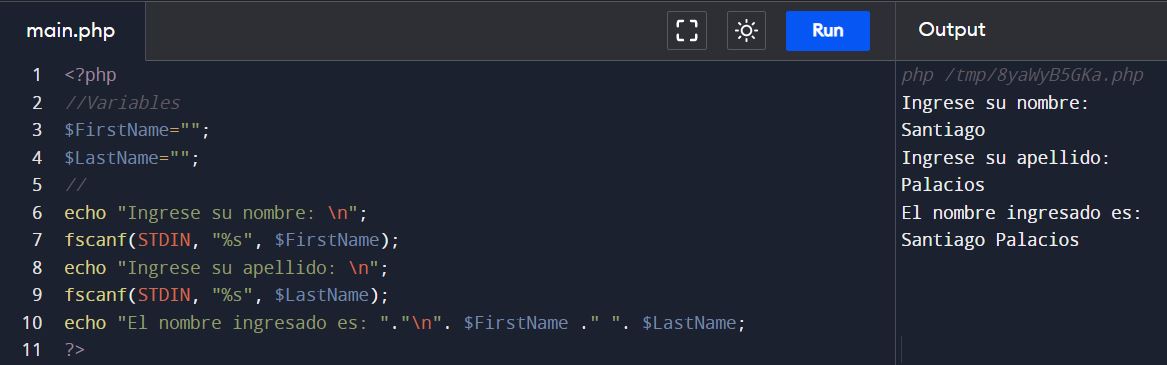 main.php
Run
Output
1 <?php
2 //Variables
3 $FirstName="";
4 $LastName="";
5 //
6 echo "Ingrese su nombre: \n";
7 fscanf(STDIN, "%s", $FirstName);
8 echo "Ingrese su apellido: \n";
9 fscanf(STDIN, "%s", $LastName);
10 echo "El nombre ingresado es: "."\n". $FirstName ." ". $LastName;
11 ?>
php /tmp/8yaWyB5GKa.php
Ingrese su nombre:
Santiago
Ingrese su apellido:
Palacios
El nombre ingresado es:
Santiago Palacios